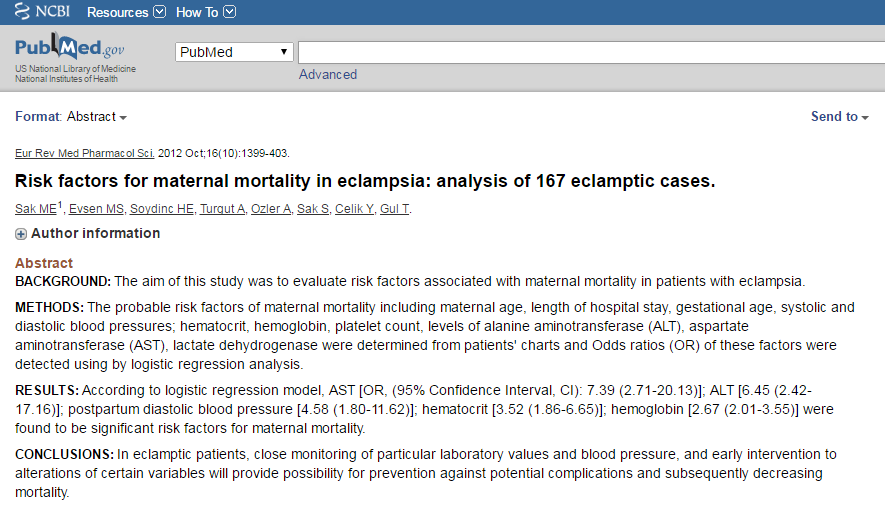 NCBI Resources How To
PubMed.gov
US National Library of Medicine
National Institutes of Health
PubMed
Advanced
Format: Abstract
Send to
Eur Rev Med Pharmacol Sci. 2012 Oct;16(10):1399-403.
Risk factors for maternal mortality in eclampsia: analysis of 167 eclamptic cases.
Sak ME1, Evsen MS, Soydinc HE, Turgut A, Ozler A, Sak S, Celik Y, Gul T.
Author information
Abstract
BACKGROUND: The aim of this study was to evaluate risk factors associated with maternal mortality in patients with eclampsia.
METHODS: The probable risk factors of maternal mortality including maternal age, length of hospital stay, gestational age, systolic and
diastolic blood pressures; hematocrit, hemoglobin, platelet count, levels of alanine aminotransferase (ALT), aspartate
aminotransferase (AST), lactate dehydrogenase were determined from patients' charts and Odds ratios (OR) of these factors were
detected using by logistic regression analysis.
RESULTS: According to logistic regression model, AST [OR, (95% Confidence Interval, CI): 7.39 (2.71-20.13)]; ALT [6.45 (2.42-
17.16)]; postpartum diastolic blood pressure [4.58 (1.80-11.62)]; hematocrit [3.52 (1.86-6.65)]; hemoglobin [2.67 (2.01-3.55)] were
found to be significant risk factors for maternal mortality.
CONCLUSIONS: In eclamptic patients, close monitoring of particular laboratory values and blood pressure, and early intervention to
alterations of certain variables will provide possibility for prevention against potential complications and subsequently decreasing
mortality.